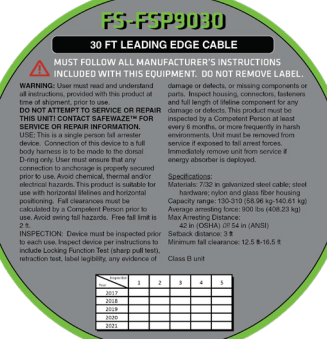 FS-FSP9030
30 FT LEADING EDGE CABLE
MUST FOLLOW ALL MANUFACTURER'S INSTRUCTIONS
INCLUDED WITH THIS EQUIPMENT. DO NOT REMOVE LABEL.
WARNING: User must read and understand
all instructions, provided with this product at
time of shipment, prior to use.
DO NOT ATTEMPT TO SERVICE OR REPAIR
THIS UNIT! CONTACT SAFEWAZE™ FOR
SERVICE OR REPAIR INFORMATION.
USE: This is a single person fall arrester
device. Connection of this device to a full
body harness is to be made to the dorsal
D-ring only. User must ensure that any
connection to anchorage is properly secured
prior to use. Avoid chemical, thermal and/or
electrical hazards. This product is suitable for
use with horizontal lifelines and horizontal
positioning. Fall clearances must be
calculated by a Competent Person prior to
use. Avoid swing fall hazards. Free fall limit is
2 ft.
INSPECTION: Device must be inspected prior
to each use. Inspect device per instructions to
include Locking Function Test (sharp pull test),
retraction test, label legibility, any evidence of
damage or defects, or missing components or
parts. Inspect housing, connectors, fasteners
and full length of lifeline component for any
damage or defects. This product must be
inspected by a Competent Person at least
every 6 months, or more frequently in harsh
environments. Unit must be removed from
service if exposed to fall arrest forces.
Immediately remove unit from service if
energy absorber is deployed.
Specifications:
Materials: 7/32 in galvanized steel cable; steel
hardware; nylon and glass fiber housing
Capacity range: 130-310 (58.96 kg-140.61 kg)
Average arresting force: 900 lbs (408.23 kg)
Max Arresting Distance:
42 in (OSHA) /// 54 in (ANSI)
Setback distance: 3 ft
Minimum fall clearance: 12.5 ft-16.5 ft
Class B unit
Inspection 1 2 3 4 5
Year
2017
2018
2019
2020
2021